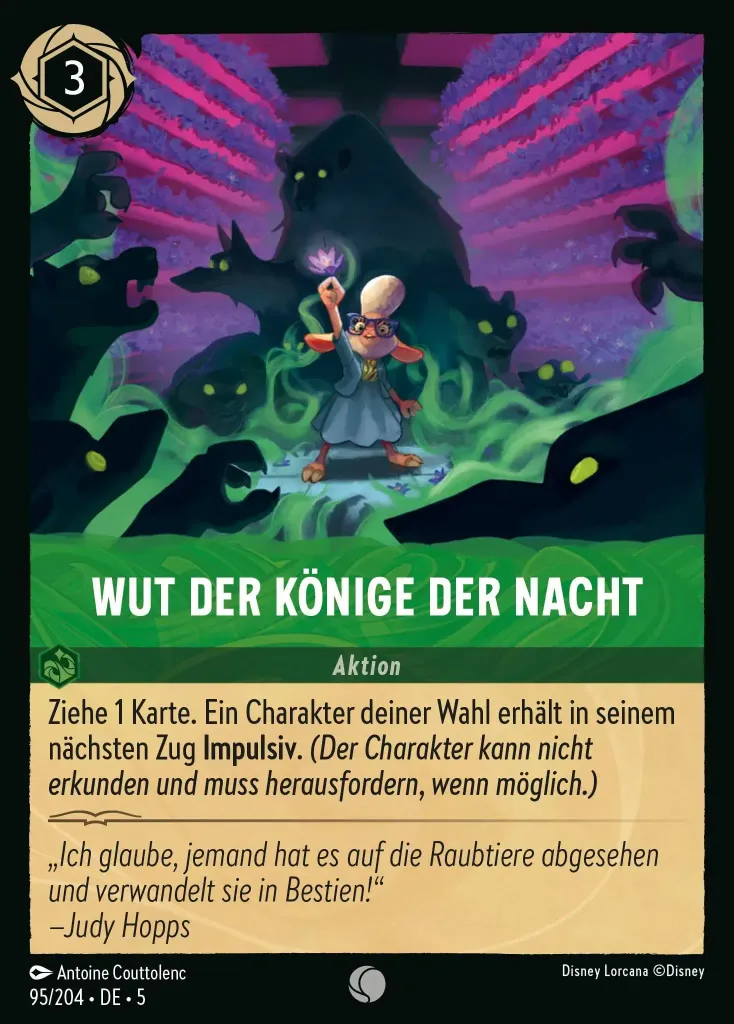 3
WUT DER KÖNIGE DER NACHT
Aktion
Ziehe 1 Karte. Ein Charakter deiner Wahl erhält in seinem
nächsten Zug Impulsiv. (Der Charakter kann nicht
erkunden und muss herausfordern, wenn möglich.)
„Ich glaube, jemand hat es auf die Raubtiere abgesehen
und verwandelt sie in Bestien!“
–Judy Hopps
Antoine Couttolenc
Disney Lorcana ©Disney
95/204 • DE • 5